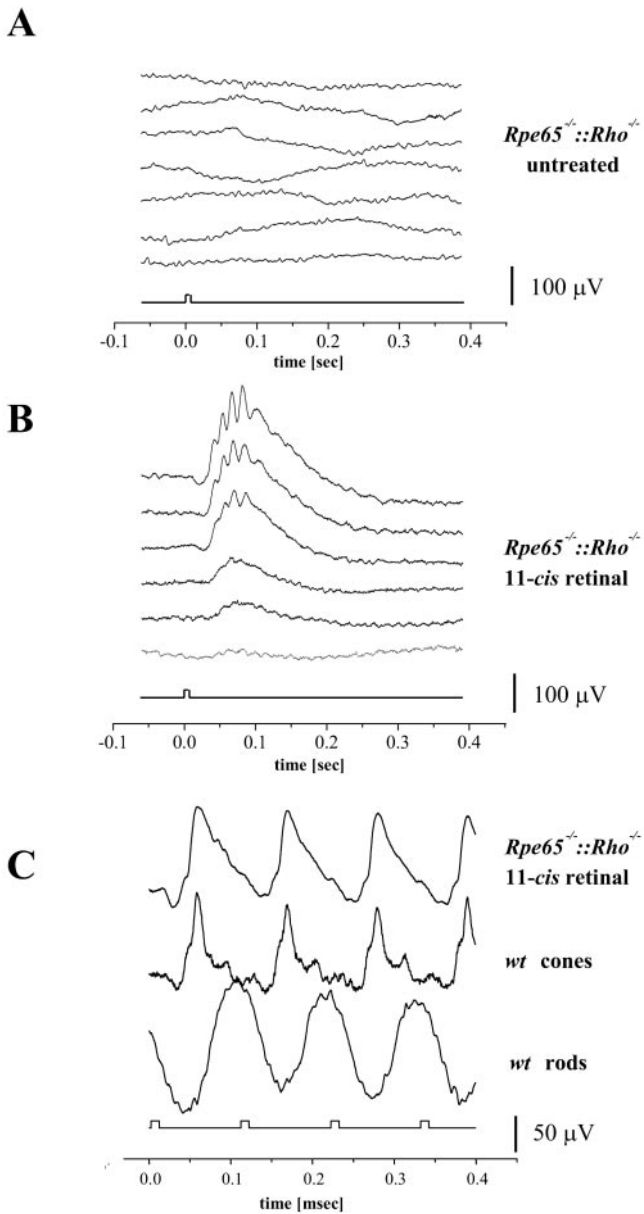 A
Rpe65-/-::Rho-/-
untreated
100 µV
-0.1 0.0 0.1 0.2 0.3 0.4
time [sec]
B
Rpe65-/-::Rho-/-
11-cis retinal
100 µV
-0.1 0.0 0.1 0.2 0.3 0.4
time [sec]
C
Rpe65-/-::Rho-/-
11-cis retinal
wt cones
wt rods
50 µV
0.0 0.1 0.2 0.3 0.4
time [msec]